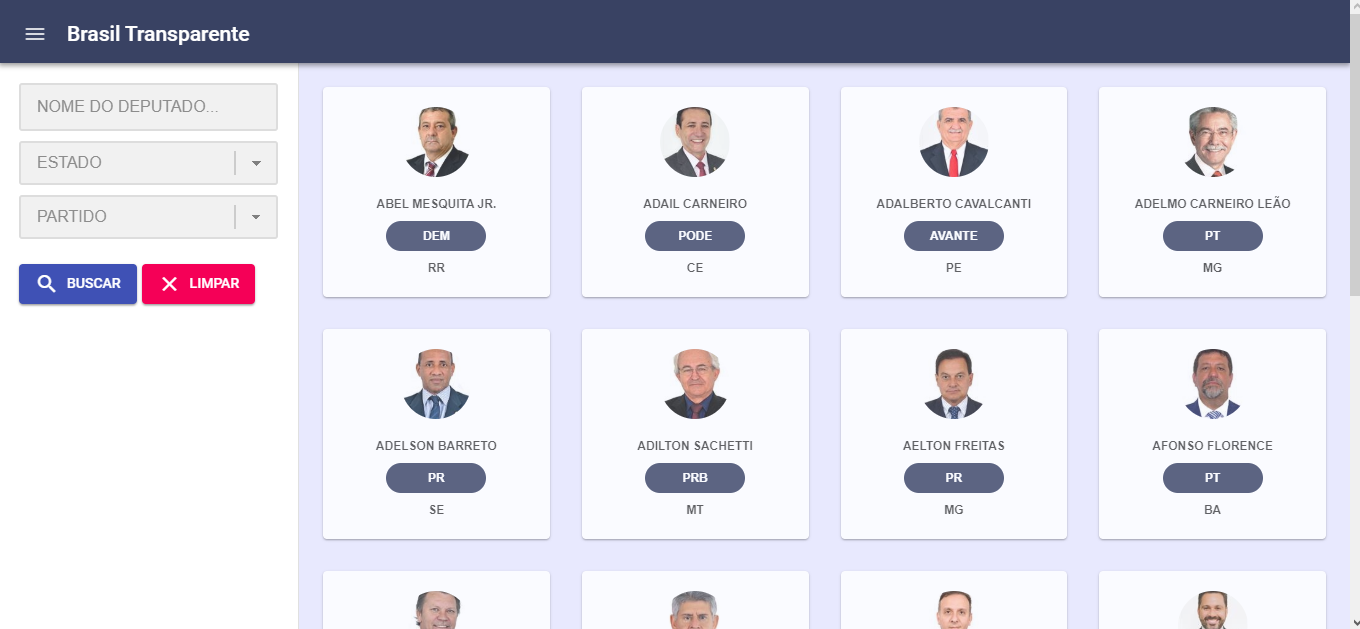 Brasil Transparente
NOME DO DEPUTADO...
ESTADO
PARTIDO
BUSCAR
LIMPAR
ABEL MESQUITA JR.
DEM
RR
ADAIL CARNEIRO
PODE
CE
ADALBERTO CAVALCANTI
AVANTE
PE
ADELMO CARNEIRO LEÃO
PT
MG
ADELSON BARRETO
PR
SE
ADILTON SACHETTI
PRB
MT
AELTON FREITAS
PR
MG
AFONSO FLORENCE
PT
BA